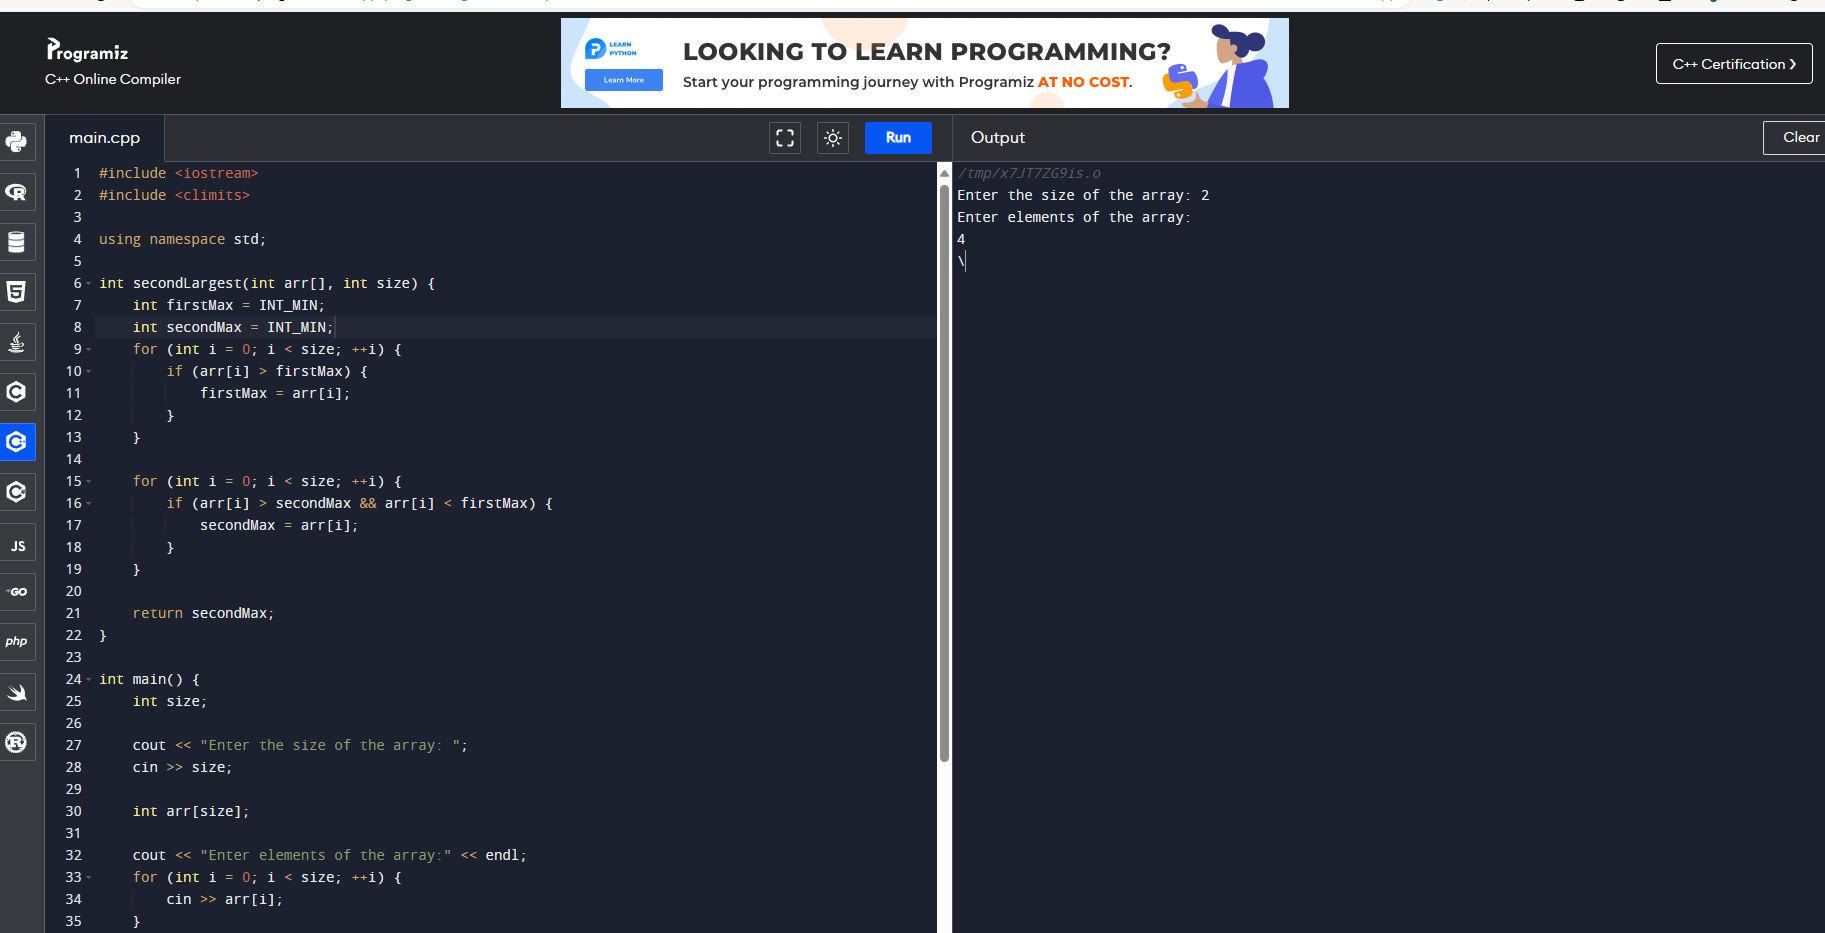 Programiz
C++ Online Compiler
LEARN
PYTHON
Learn More
LOOKING TO LEARN PROGRAMMING?
Start your programming journey with Programiz AT NO COST.
C++ Certification
main.cpp
Run
Output
Clear
JS
GO
php
1 #include <iostream>
2 #include <climits>
3
4 using namespace std;
5
6 int secondLargest(int arr[], int size) {
7     int firstMax = INT_MIN;
8     int secondMax = INT_MIN;
9     for (int i = 0; i < size; ++i) {
10         if (arr[i] > firstMax) {
11             firstMax = arr[i];
12         }
13     }
14
15     for (int i = 0; i < size; ++i) {
16         if (arr[i] > secondMax && arr[i] < firstMax) {
17             secondMax = arr[i];
18         }
19     }
20
21     return secondMax;
22 }
23
24 int main() {
25     int size;
26
27     cout << "Enter the size of the array: ";
28     cin >> size;
29
30     int arr[size];
31
32     cout << "Enter elements of the array:" << endl;
33     for (int i = 0; i < size; ++i) {
34         cin >> arr[i];
35     }
/tmp/x7JT7ZG9is.o
Enter the size of the array: 2
Enter elements of the array:
4
\